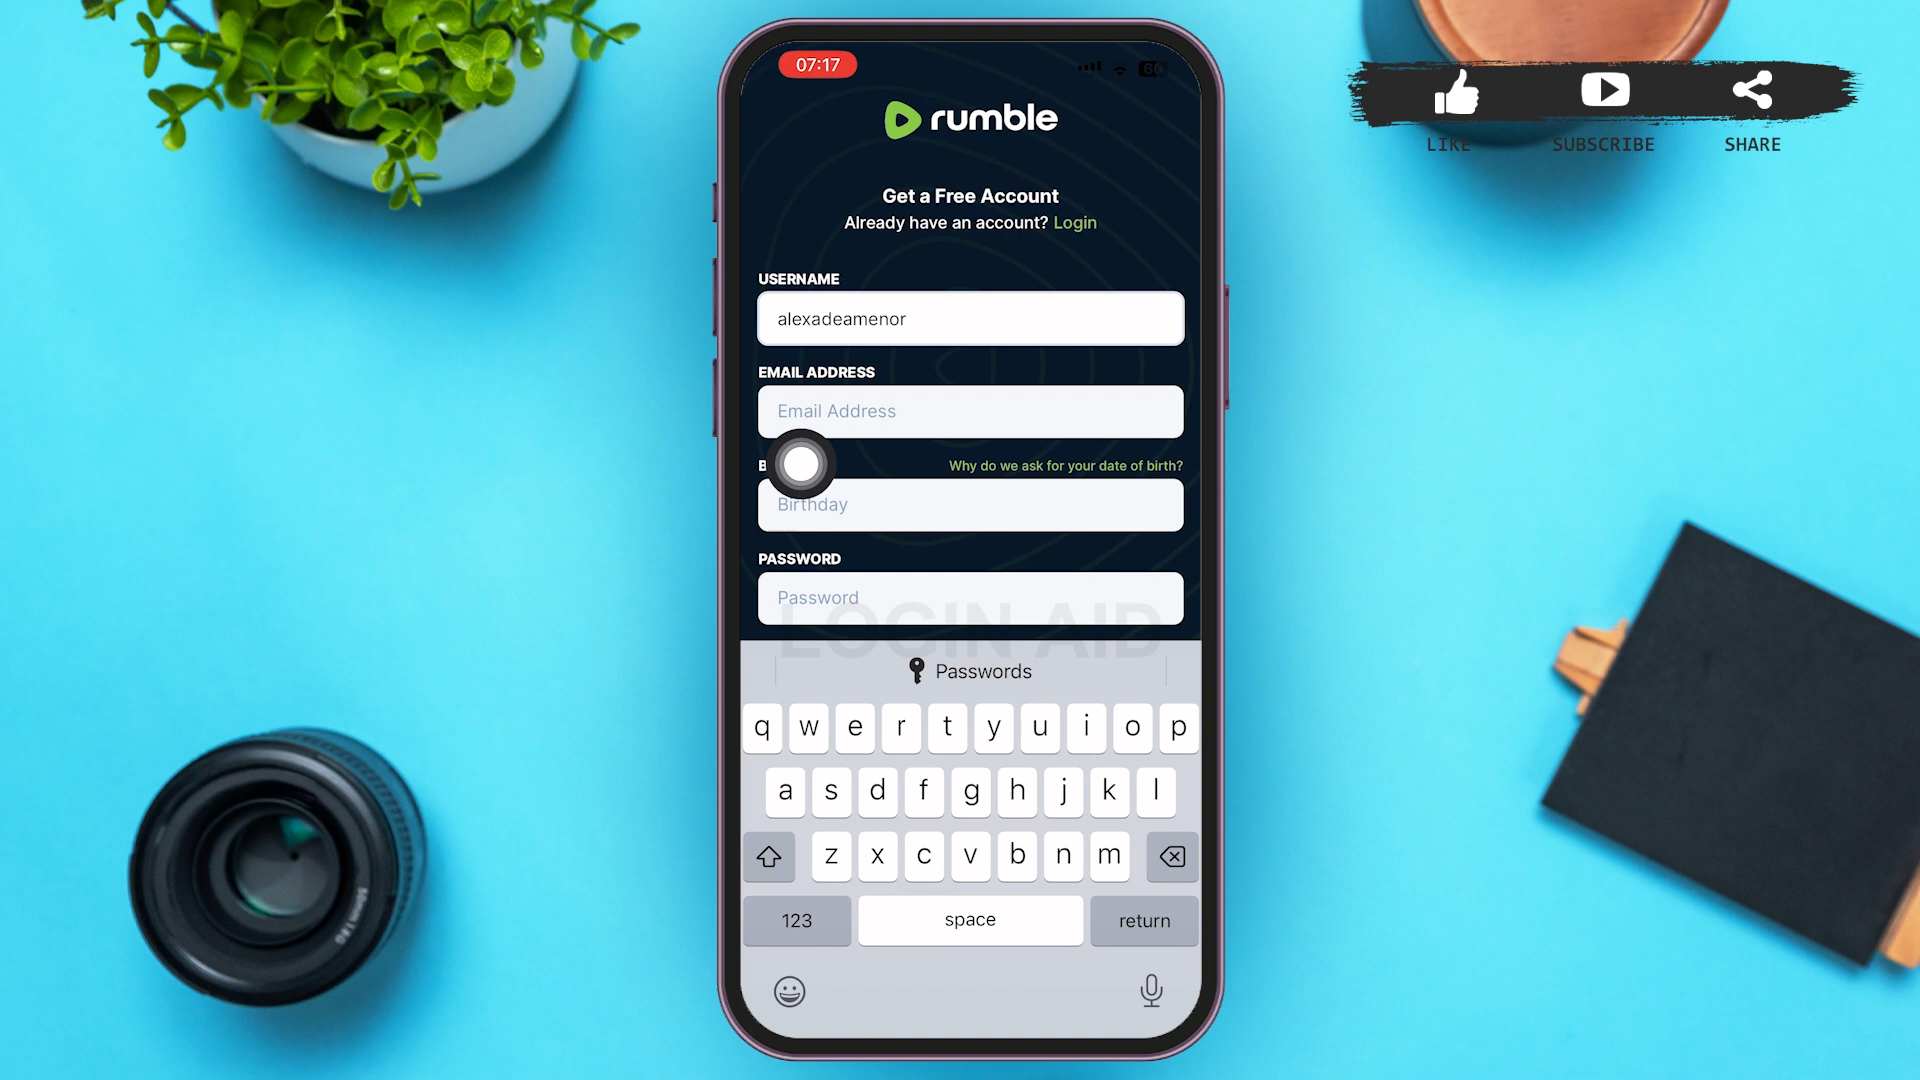 07:17
rumble
LIKE
SUBSCRIBE
SHARE
Get a Free Account
Already have an account? Login
USERNAME
alexadeamenor
EMAIL ADDRESS
Email Address
Why do we ask for your date of birth?
Birthday
PASSWORD
Password
LOGIN AID
Passwords
q w e r t y u i o p
a s d f g h j k l
z x c v b n m
123 space return